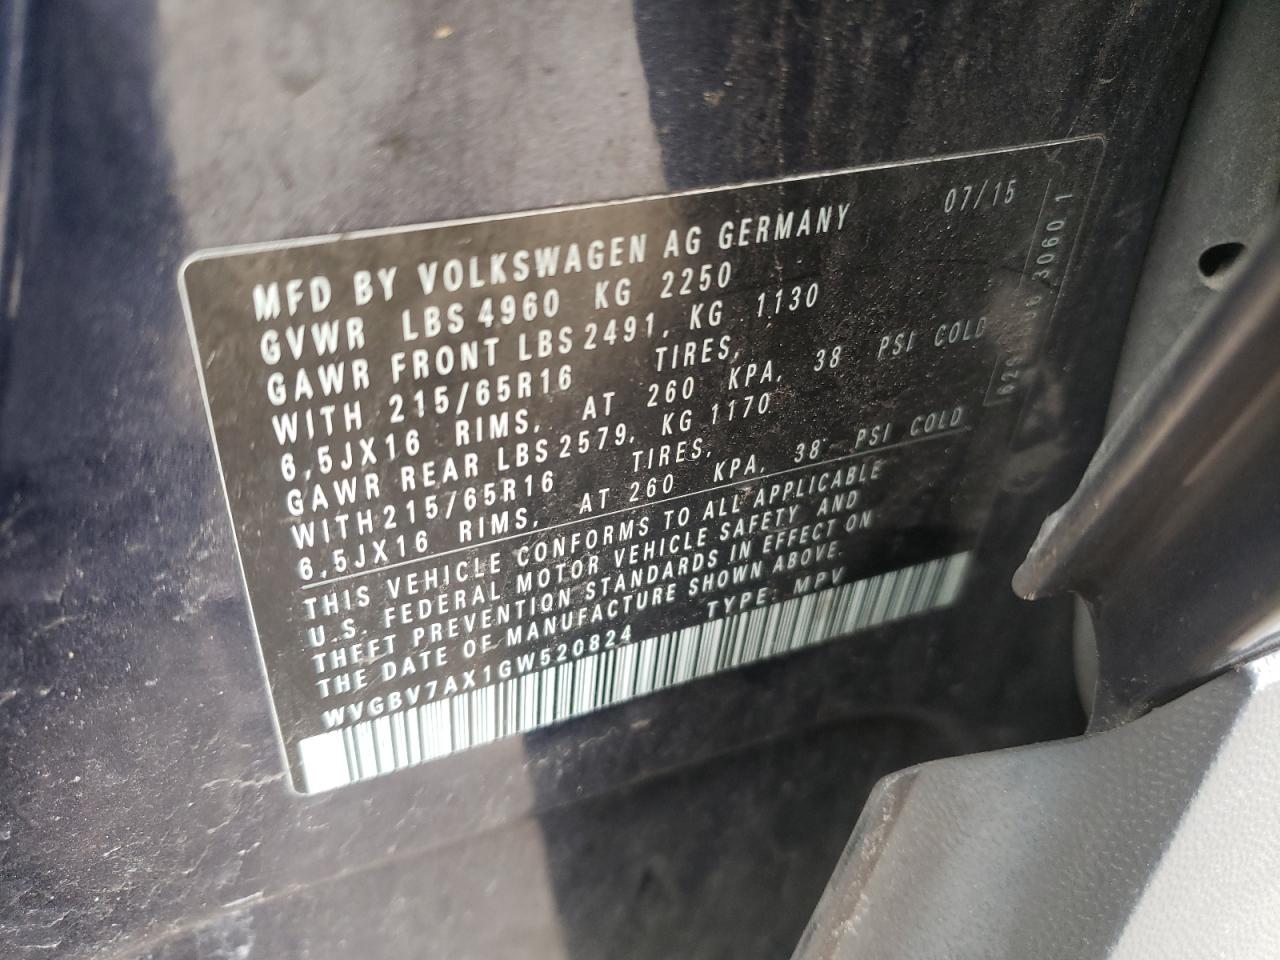 MFD BY VOLKSWAGEN AG GERMANY 07/15
GVWR LBS 4960 KG 2250
GAWR FRONT LBS 2491, KG 1130
WITH 215/65R16 TIRES,
6,5JX16 RIMS, AT 260 KPA, 38 PSI COLD
GAWR REAR LBS 2579, KG 1170
WITH 215/65R16 TIRES,
6,5JX16 RIMS, AT 260 KPA, 38 PSI COLD
THIS VEHICLE CONFORMS TO ALL APPLICABLE
U.S. FEDERAL MOTOR VEHICLE SAFETY AND
THEFT PREVENTION STANDARDS IN EFFECT ON
THE DATE OF MANUFACTURE SHOWN ABOVE.
WVGBV7AX1GW520824 TYPE: MPV
3060 1